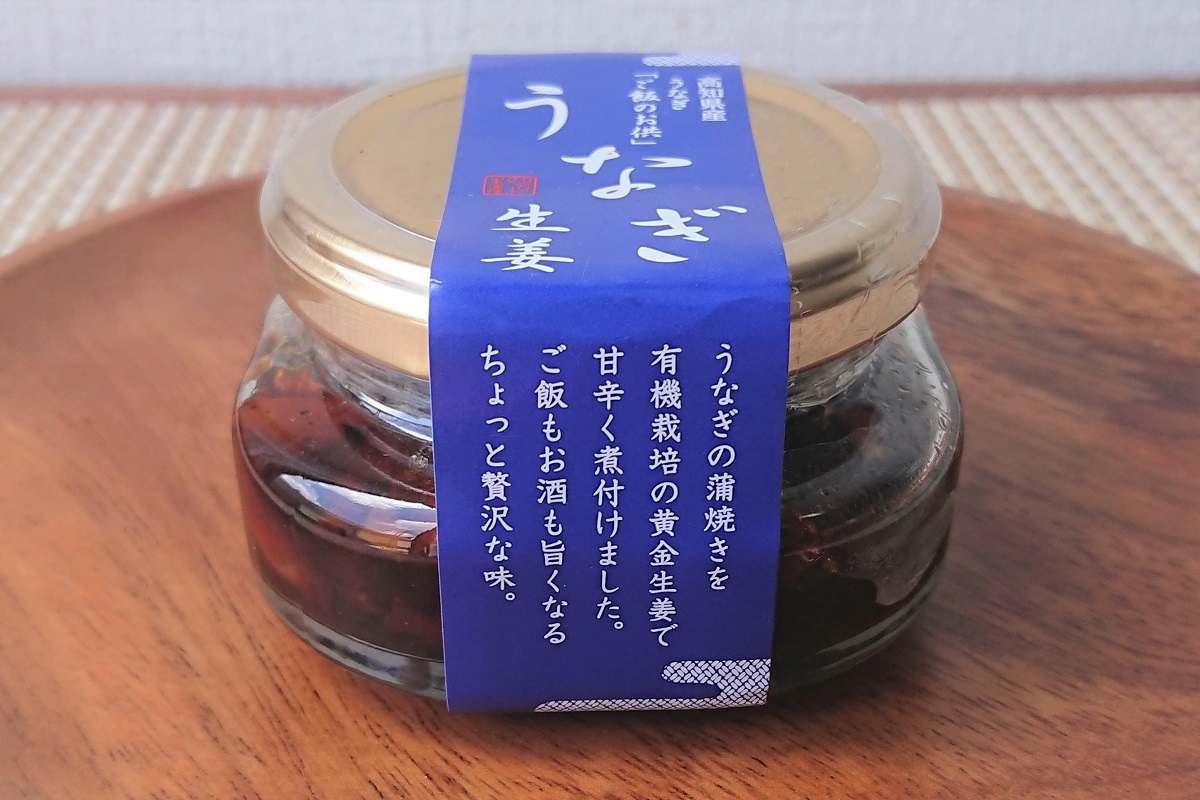 高知県産
うなぎ
「ご飯のお供」
うなぎ
生姜
うなぎの蒲焼きを
有機栽培の黄金生姜で
甘辛く煮付けました。
ご飯もお酒も旨くなる
ちょっと贅沢な味。